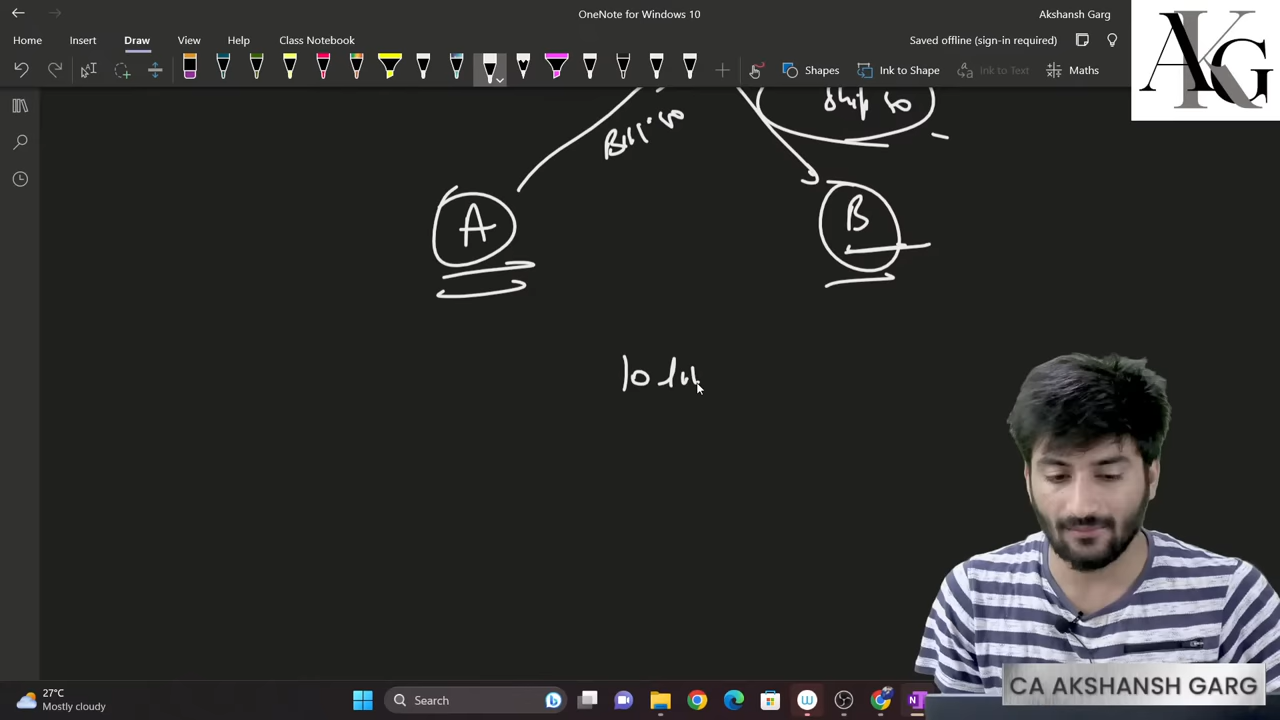 OneNote for Windows 10
Akshansh Garg
Home Insert Draw View Help Class Notebook
Saved offline (sign-in required)
Shapes Ink to Shape Ink to Text Maths
AKG
Ship to
Bill to
A
B
10
CA AKSHANSH GARG
27°C
Mostly cloudy
Search